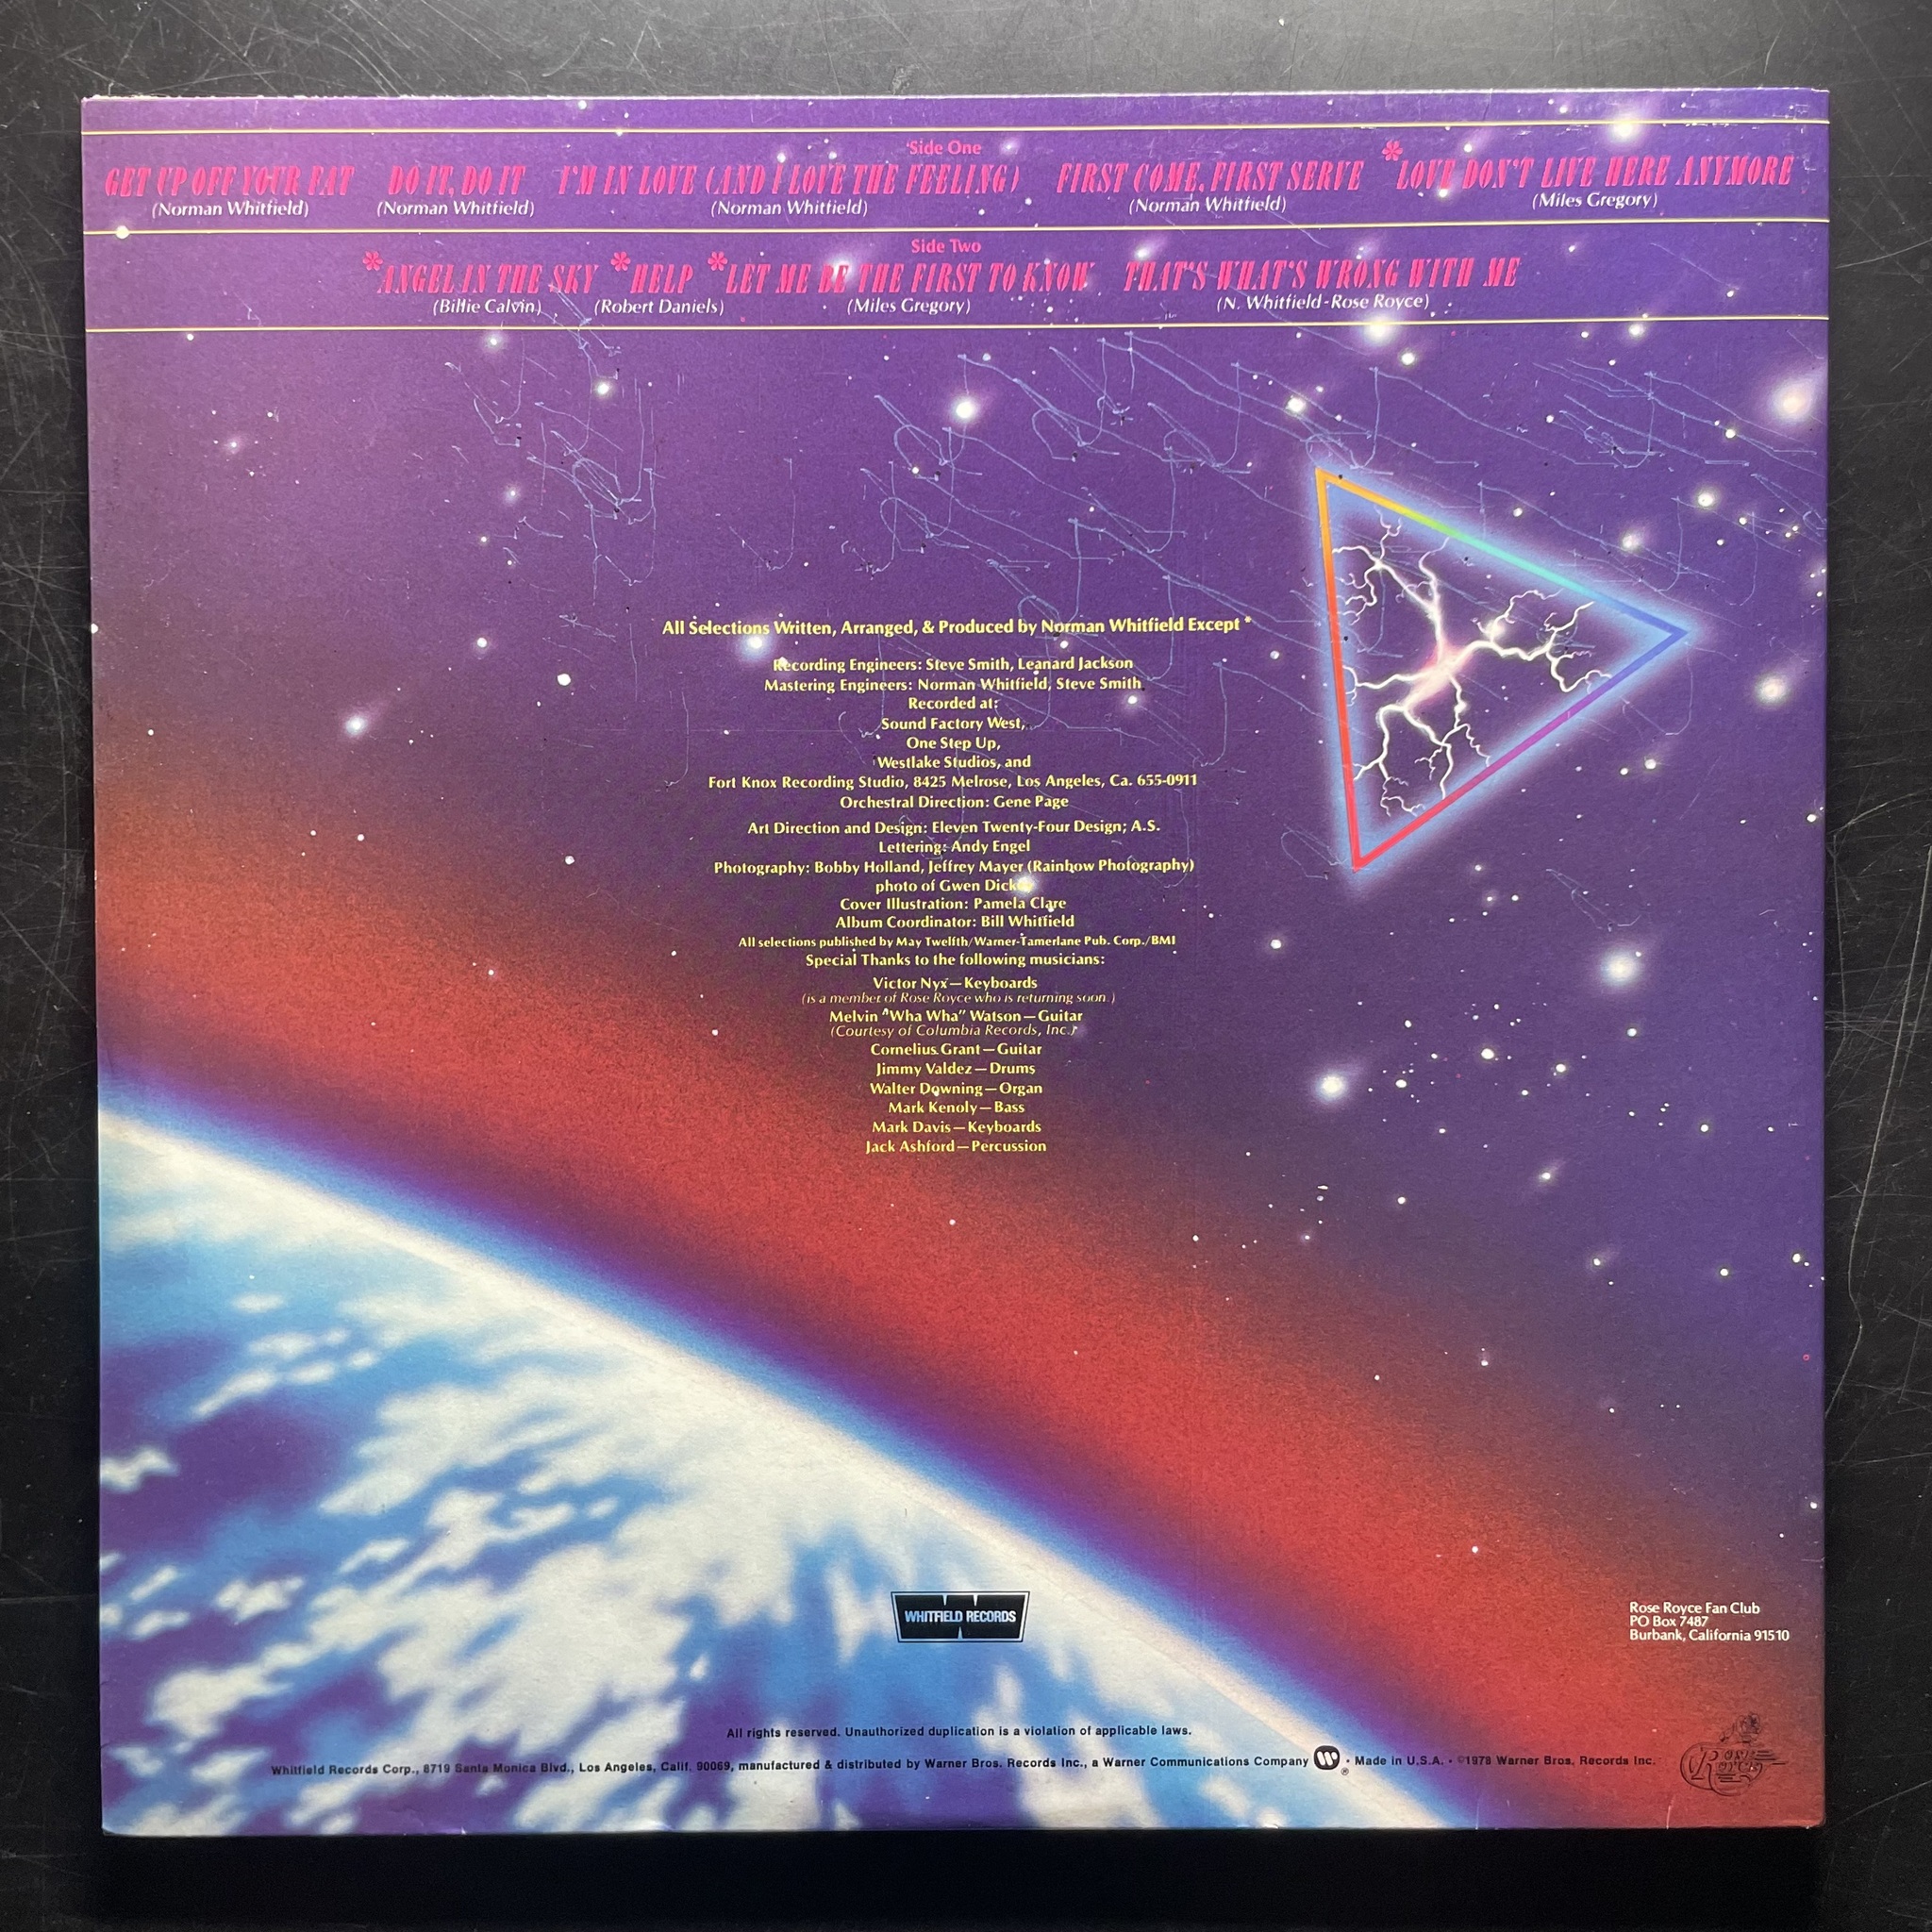 Side One
GET UP OFF YOUR FAT DO IT, DO IT I'M IN LOVE (AND I LOVE THE FEELING) FIRST COME, FIRST SERVE *LOVE DON'T LIVE HERE ANYMORE
(Norman Whitfield) (Norman Whitfield) (Norman Whitfield) (Norman Whitfield) (Miles Gregory)
Side Two
*ANGEL IN THE SKY *HELP *LET ME BE THE FIRST TO KNOW THAT'S WHAT'S WRONG WITH ME
(Billie Calvin) (Robert Daniels) (Miles Gregory) (N. Whitfield-Rose Royce)
All Selections Written, Arranged, & Produced by Norman Whitfield Except *
Recording Engineers: Steve Smith, Leanard Jackson
Mastering Engineers: Norman Whitfield, Steve Smith
Recorded at:
Sound Factory West,
One Step Up,
Westlake Studios, and
Fort Knox Recording Studio, 8425 Melrose, Los Angeles, Ca. 655-0911
Orchestral Direction: Gene Page
Art Direction and Design: Eleven Twenty-Four Design; A.S.
Lettering: Andy Engel
Photography: Bobby Holland, Jeffrey Mayer (Rainbow Photography)
photo of Gwen Dickey
Cover Illustration: Pamela Clare
Album Coordinator: Bill Whitfield
All selections published by May Twelfth/Warner-Tamerlane Pub. Corp./BMI
Special Thanks to the following musicians:
Victor Nyx—Keyboards
(is a member of Rose Royce who is returning soon.)
Melvin "Wha Wha" Watson—Guitar
(Courtesy of Columbia Records, Inc.)
Cornelius Grant—Guitar
Jimmy Valdez—Drums
Walter Downing—Organ
Mark Kenoly—Bass
Mark Davis—Keyboards
Jack Ashford—Percussion
WHITFIELD RECORDS
Rose Royce Fan Club
PO Box 7487
Burbank, California 91510
All rights reserved. Unauthorized duplication is a violation of applicable laws.
Whitfield Records Corp., 8719 Santa Monica Blvd., Los Angeles, Calif. 90069, manufactured & distributed by Warner Bros. Records Inc., a Warner Communications Company W ® • Made in U.S.A. • ©1978 Warner Bros. Records Inc.
Rose Royce